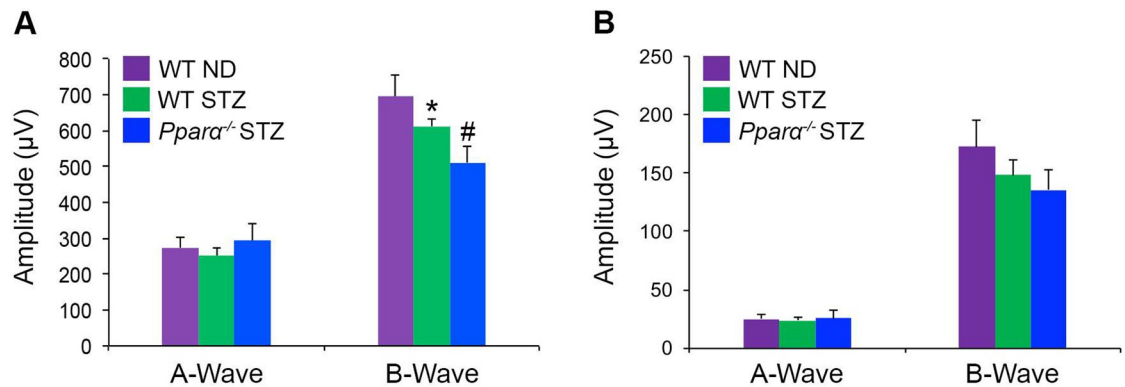 A
Amplitude (µV)
800
700
600
500
400
300
200
100
0
WT ND
WT STZ
Pparα-/- STZ
*
#
A-Wave
B-Wave
B
Amplitude (µV)
250
200
150
100
50
0
WT ND
WT STZ
Pparα-/- STZ
A-Wave
B-Wave